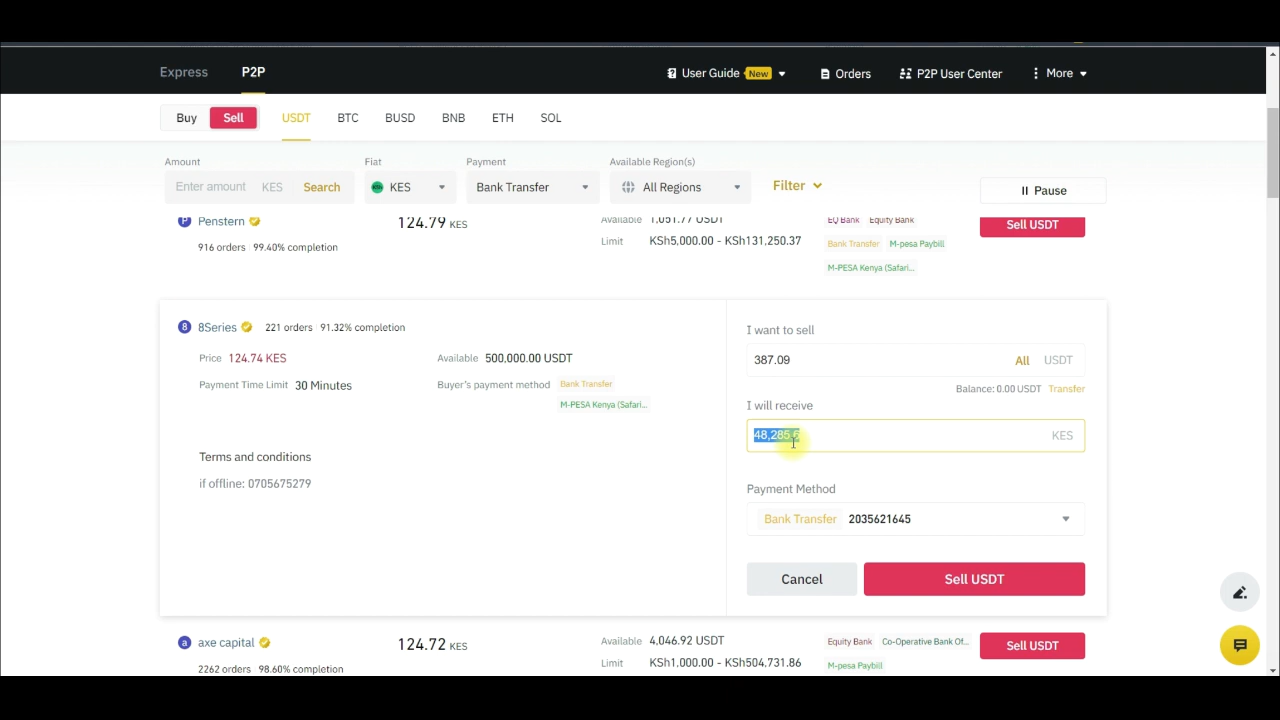 Express P2P User Guide New Orders P2P User Center More
Buy Sell USDT BTC BUSD BNB ETH SOL
Amount Fiat Payment Available Region(s)
Enter amount KES Search KES Bank Transfer All Regions Filter Pause
P Penstern 124.79 KES Available 1,051.77 USDT EQ Bank Equity Bank Sell USDT
916 orders 99.40% completion Limit KSh5,000.00 - KSh131,250.37 Bank Transfer M-pesa Paybill
M-PESA Kenya (Safari...
8 8Series 221 orders 91.32% completion
Price 124.74 KES Available 500,000.00 USDT
Payment Time Limit 30 Minutes Buyer's payment method Bank Transfer
M-PESA Kenya (Safari...
Terms and conditions
if offline: 0705675279
I want to sell
387.09 All USDT
Balance: 0.00 USDT Transfer
I will receive
48,285.6 KES
Payment Method
Bank Transfer 2035621645
Cancel Sell USDT
a axe capital 124.72 KES Available 4,046.92 USDT Equity Bank Co-Operative Bank Of... Sell USDT
2262 orders 98.60% completion Limit KSh1,000.00 - KSh504,731.86 M-pesa Paybill